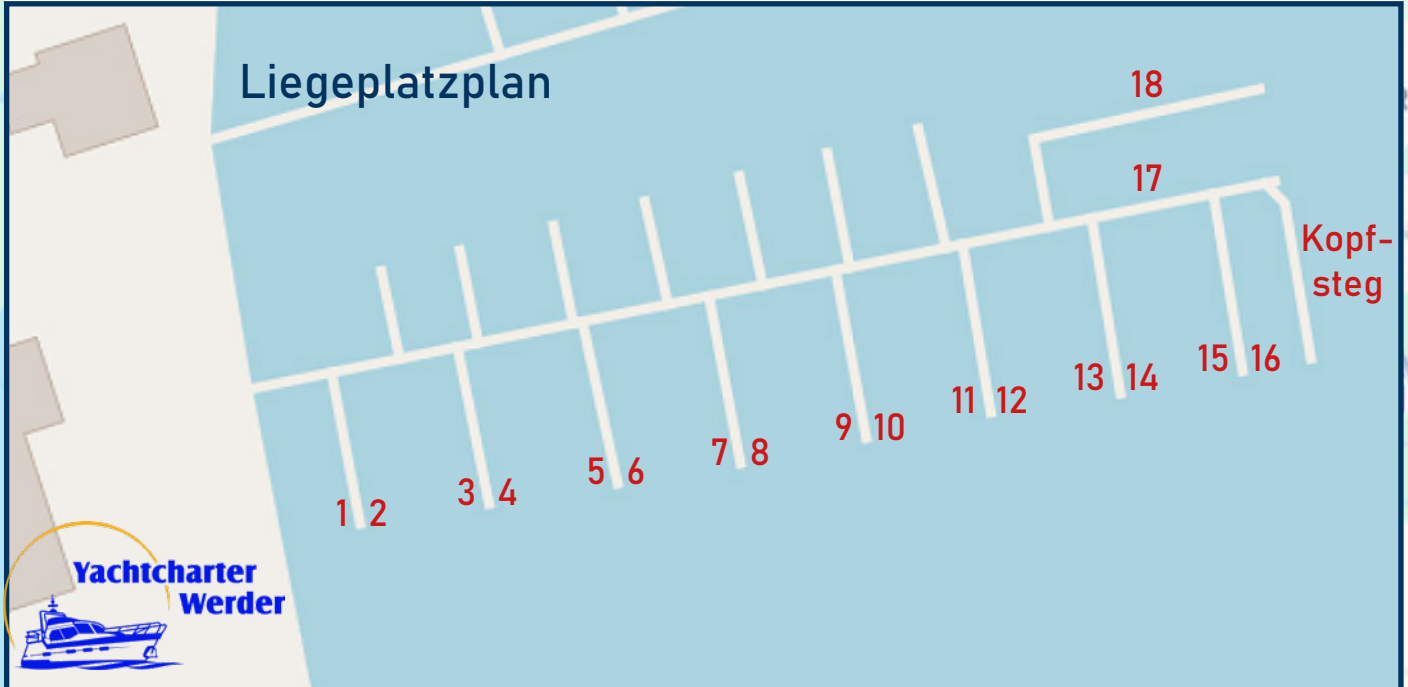 Liegeplatzplan
18
17
Kopf-
steg
1 2
3 4
5 6
7 8
9 10
11 12
13 14
15 16
Yachtcharter
Werder